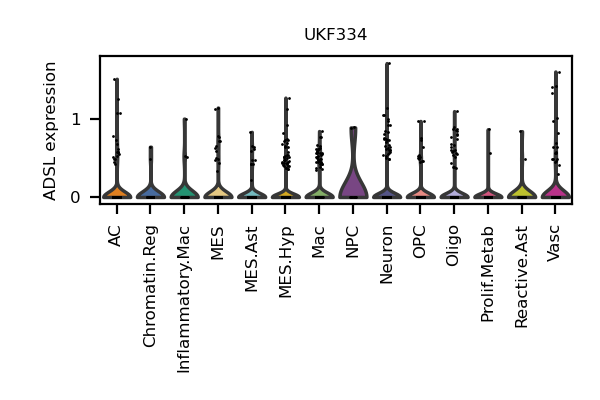 UKF334
ADSL expression
1
0
AC
Chromatin.Reg
Inflammatory.Mac
MES
MES.Ast
MES.Hyp
Mac
NPC
Neuron
OPC
Oligo
Prolif.Metab
Reactive.Ast
Vasc